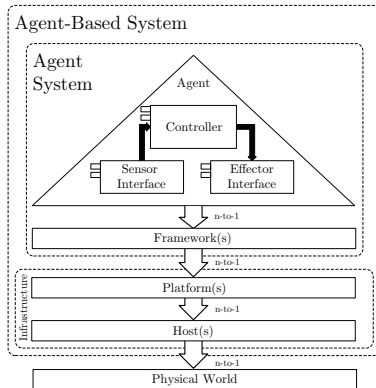 Agent-Based System
Agent
System
Agent
Controller
Sensor
Interface
Effector
Interface
n-to-1
Framework(s)
n-to-1
Infrastructure
Platform(s)
n-to-1
Host(s)
n-to-1
Physical World